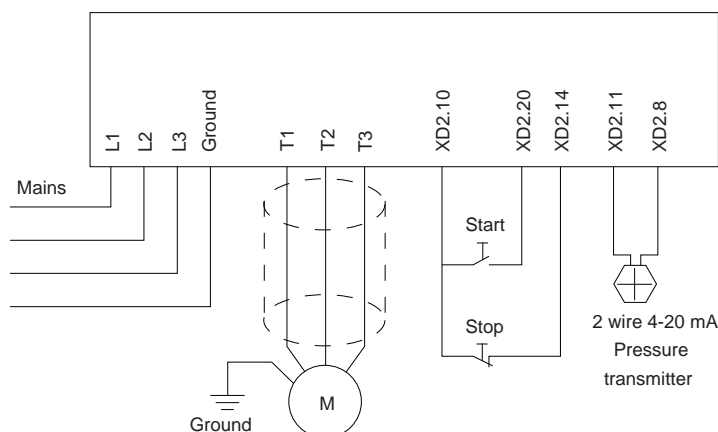 L1
L2
L3
Ground
T1
T2
T3
XD2.10
XD2.20
XD2.14
XD2.11
XD2.8
Mains
Start
Stop
2 wire 4-20 mA
Pressure
transmitter
M
Ground